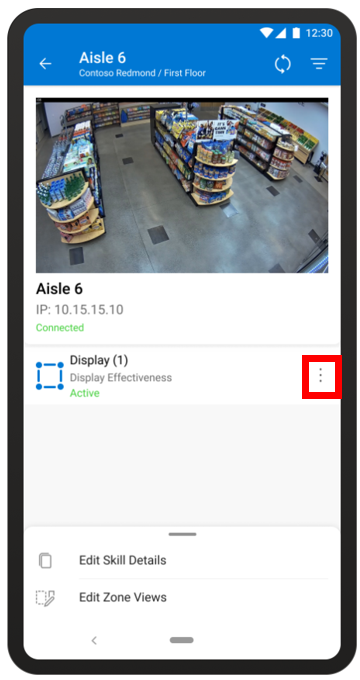 12:30
Aisle 6
Contoso Redmond / First Floor
Aisle 6
IP: 10.15.15.10
Connected
Display (1)
Display Effectiveness
Active
Edit Skill Details
Edit Zone Views